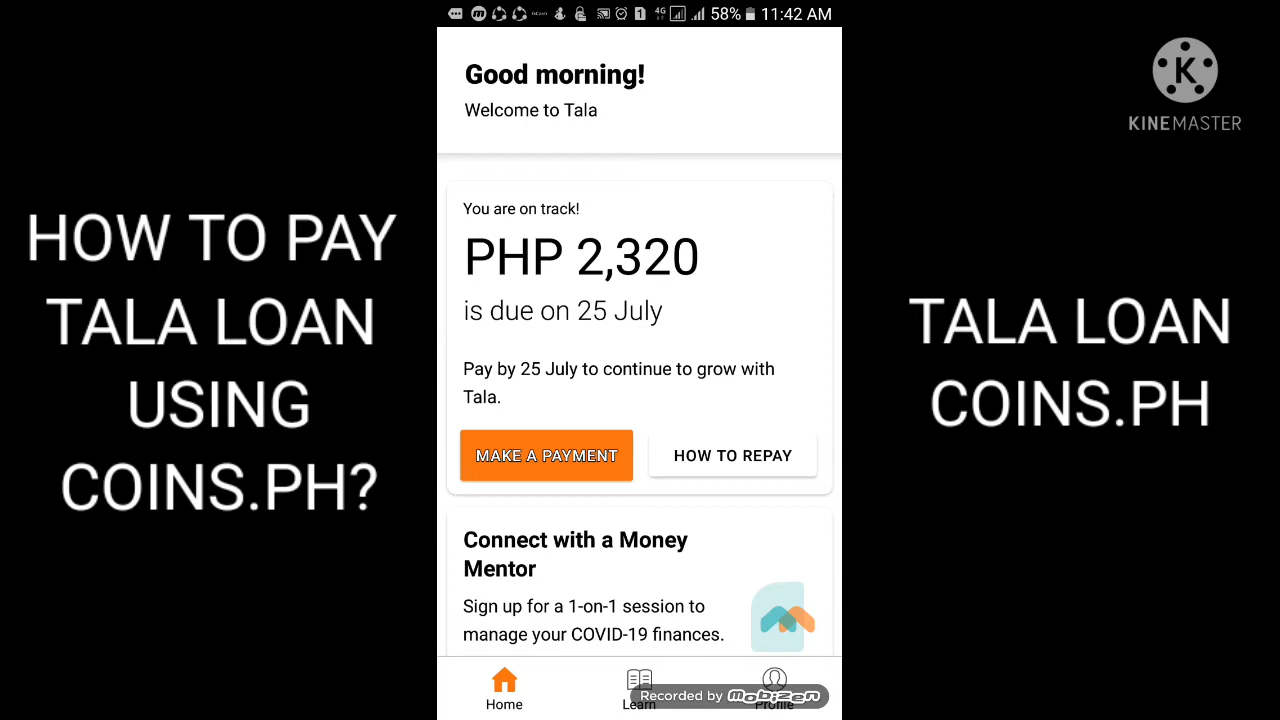 58% 11:42 AM
Good morning!
Welcome to Tala
KINEMASTER
HOW TO PAY
TALA LOAN
USING
COINS.PH?
You are on track!
PHP 2,320
is due on 25 July
Pay by 25 July to continue to grow with
Tala.
MAKE A PAYMENT
HOW TO REPAY
TALA LOAN
COINS.PH
Connect with a Money
Mentor
Sign up for a 1-on-1 session to
manage your COVID-19 finances.
Recorded by mobizen
Home
Learn
Profile